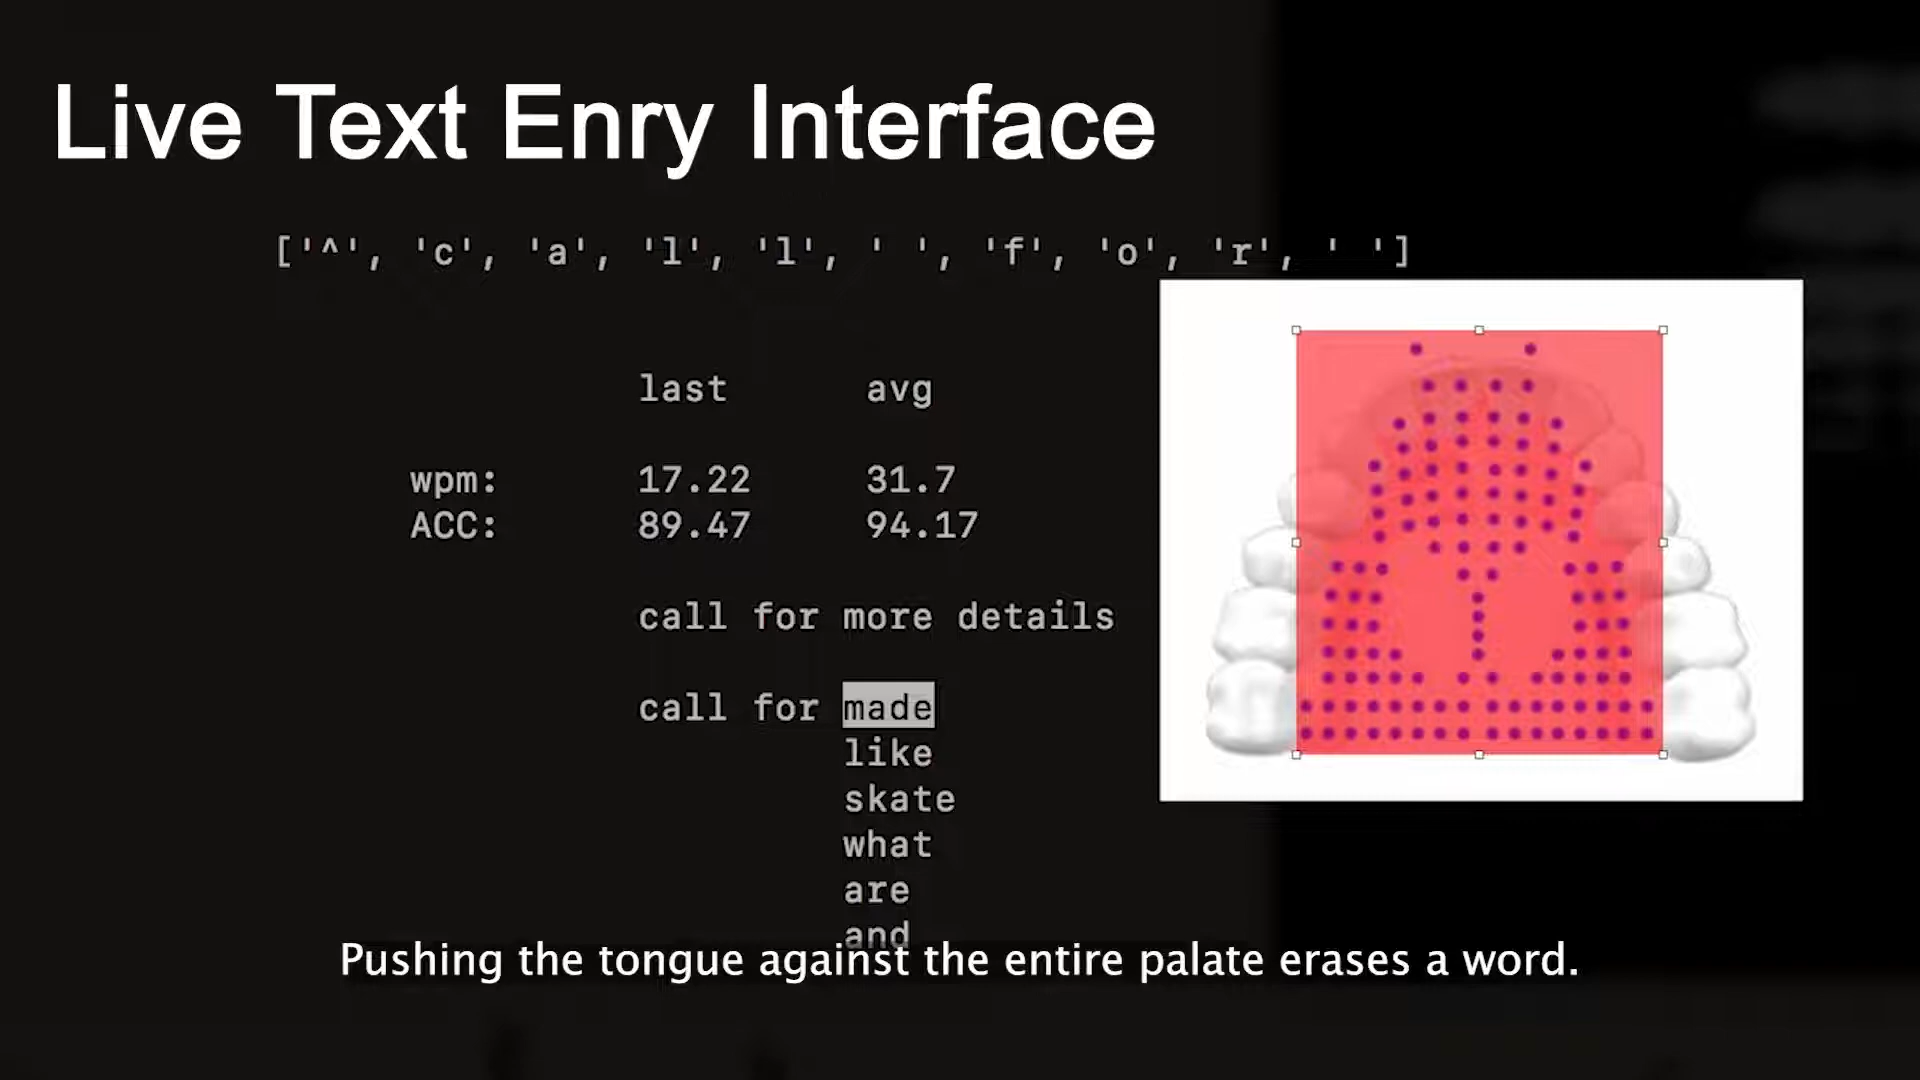 Live Text Enry Interface
['^', 'c', 'a', 'l', 'l', ' ', 'f', 'o', 'r', ' ']
last avg
wpm: 17.22 31.7
ACC: 89.47 94.17
call for more details
call for made
like
skate
what
are
and
Pushing the tongue against the entire palate erases a word.